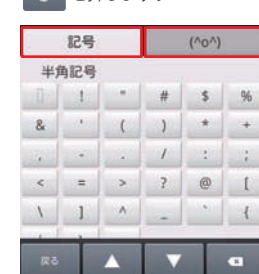 記号 (^o^)
半角記号
! " # $ %
& ' ( ) * +
, - . / : ;
< = > ? @ [
\ ] ^ _ ` {
戻る